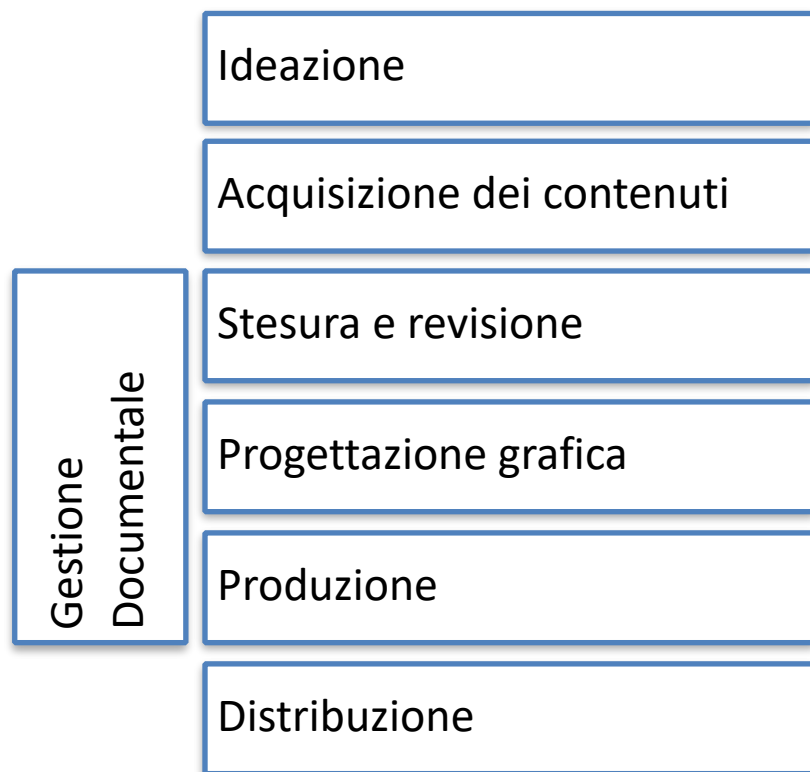 Ideazione
Acquisizione dei contenuti
Stesura e revisione
Progettazione grafica
Produzione
Distribuzione
Gestione
Documentale